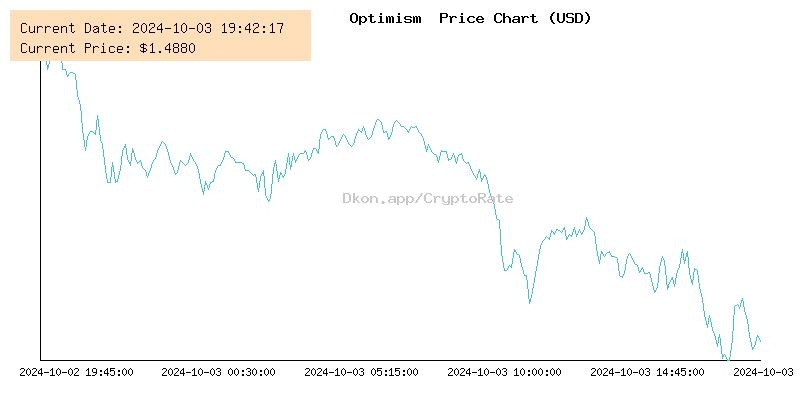 Optimism Price Chart (USD)
Current Date: 2024-10-03 19:42:17
Current Price: $1.4880
Dkon.app/CryptoRate
2024-10-02 19:45:00 2024-10-03 00:30:00 2024-10-03 05:15:00 2024-10-03 10:00:00 2024-10-03 14:45:00 2024-10-03